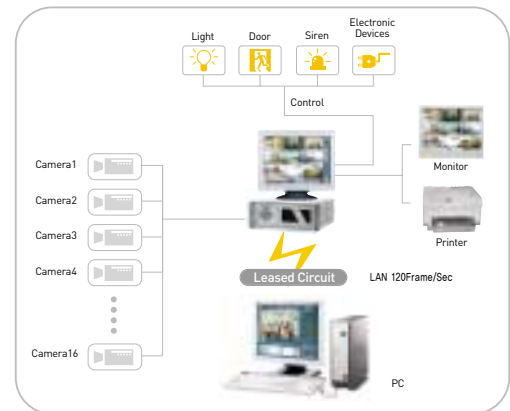 Light
Door
Siren
Electronic
Devices
Control
Camera1
Camera2
Camera3
Camera4
Camera16
Monitor
Printer
Leased Circuit
LAN 120Frame/Sec
PC